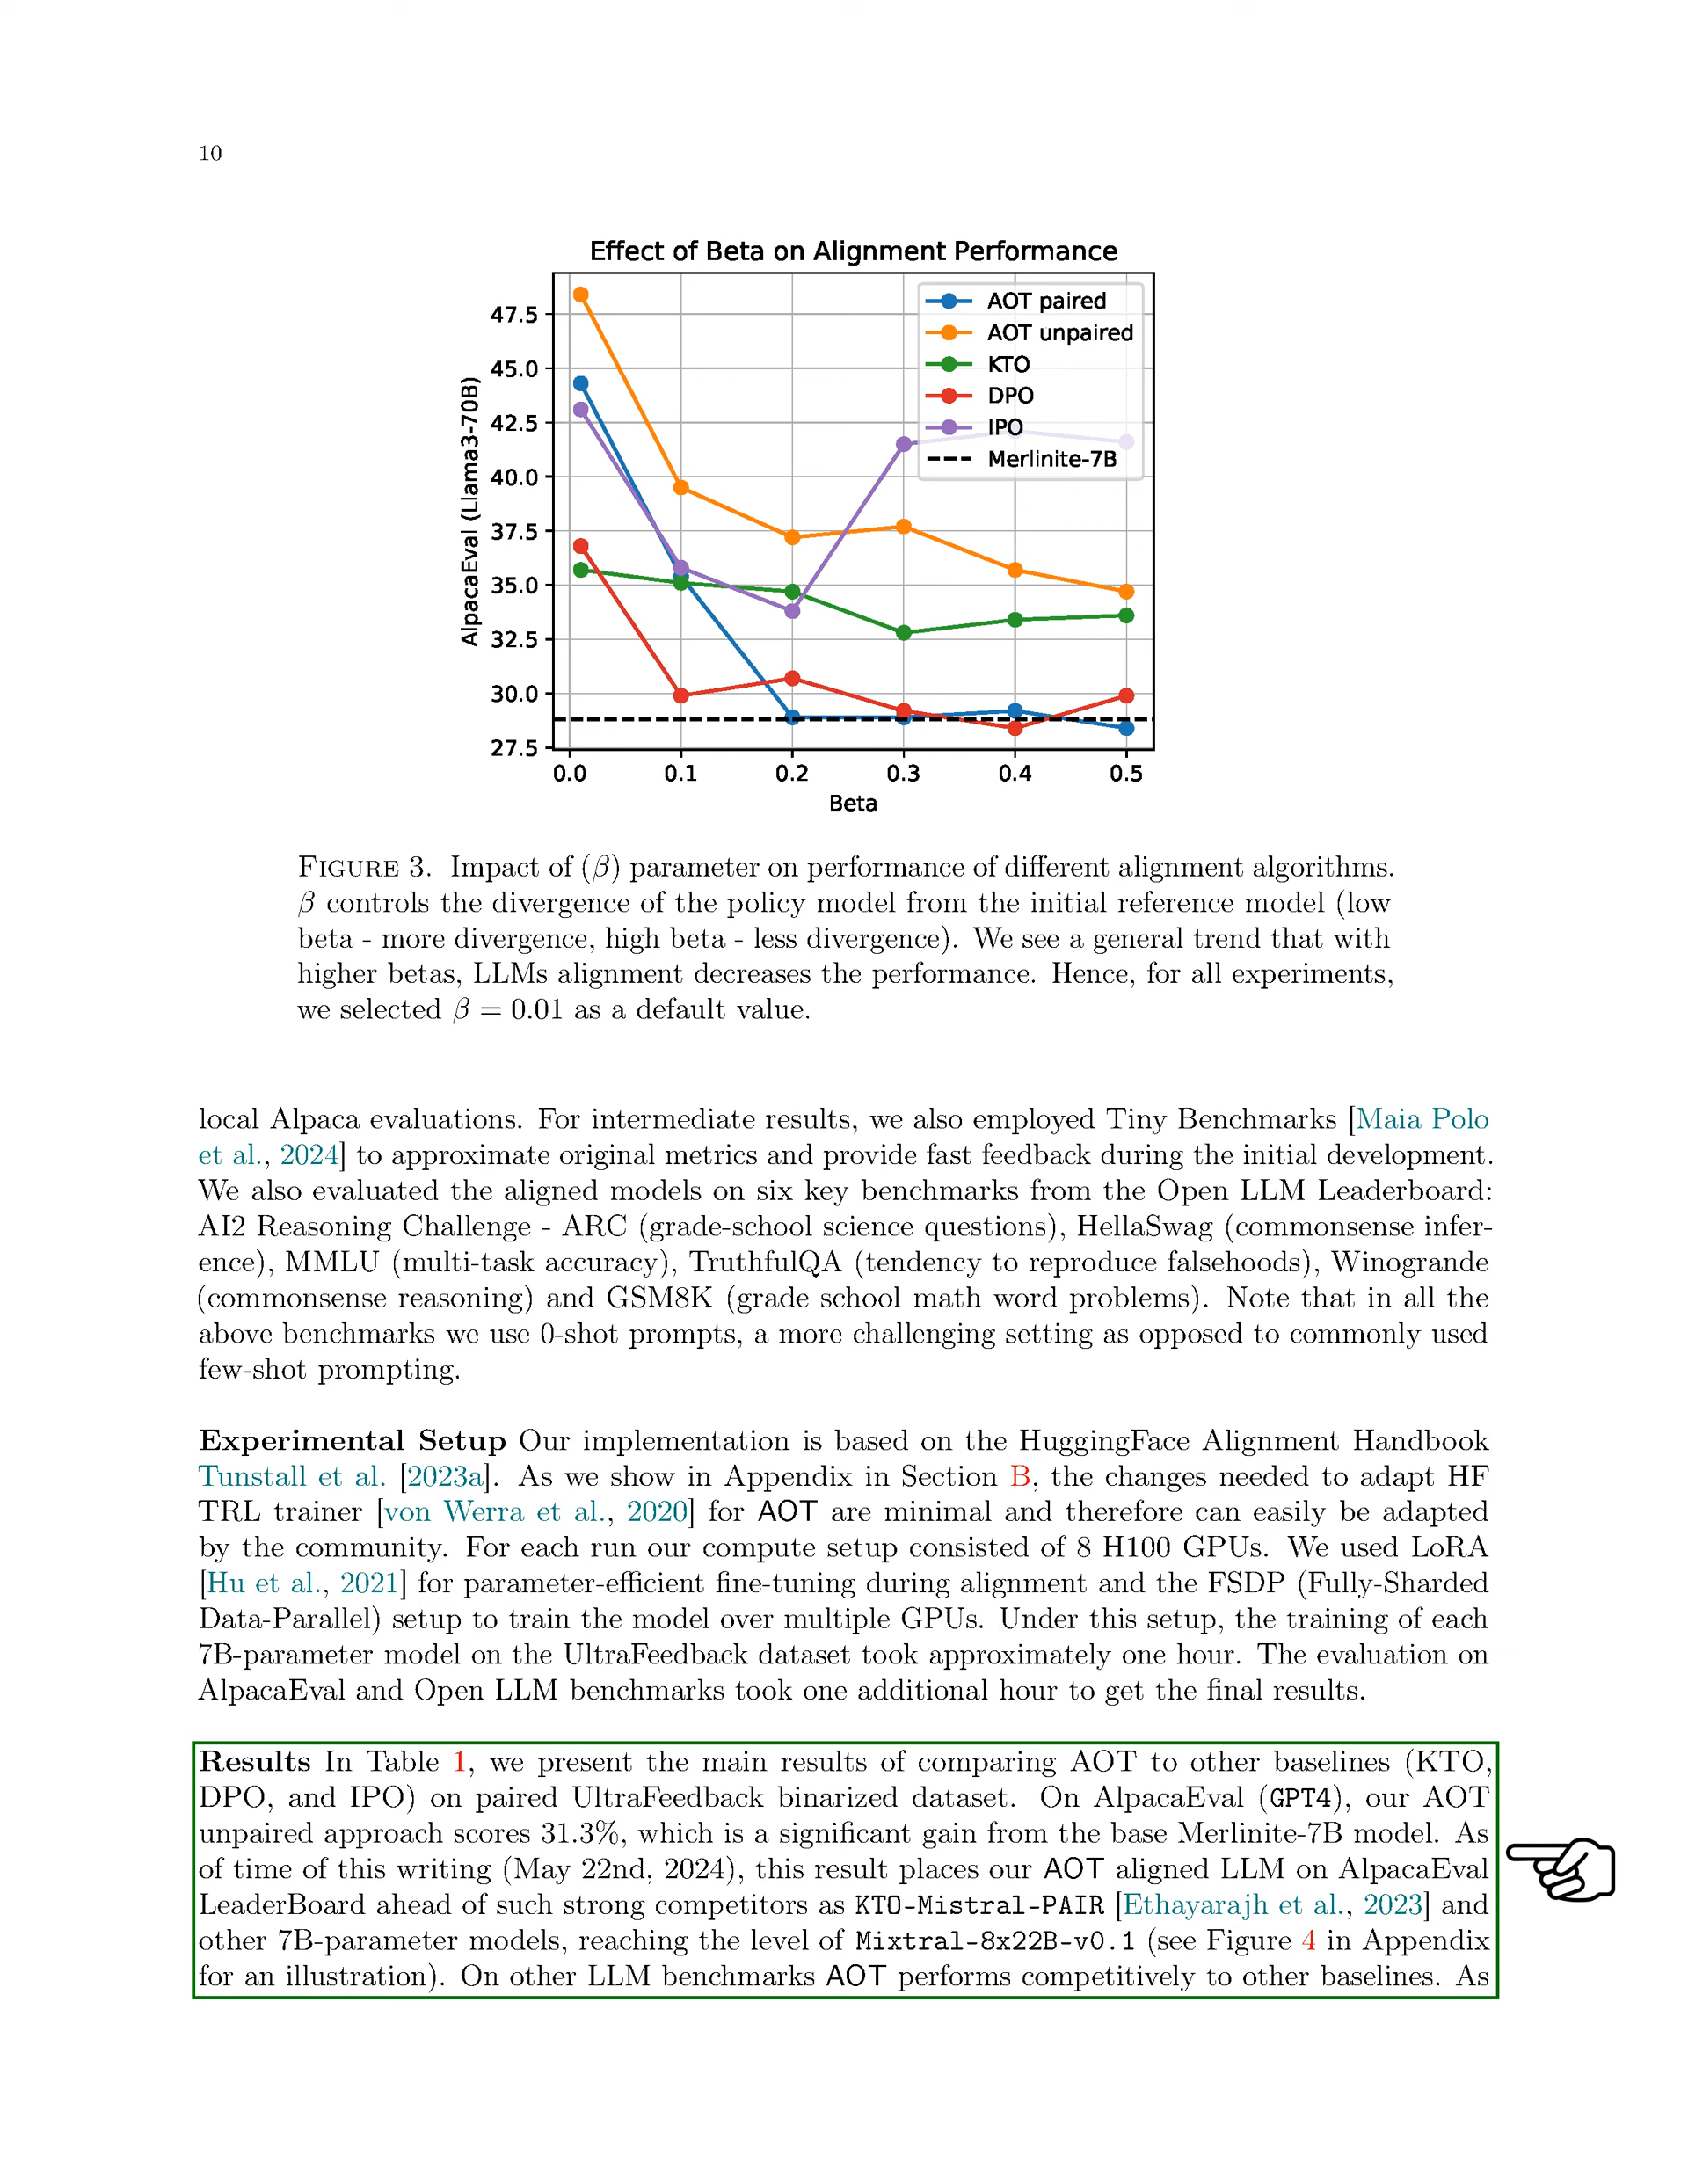 10
Effect of Beta on Alignment Performance
AOT paired
AOT unpaired
KTO
DPO
IPO
Merlinite-7B
47.5
45.0
42.5
40.0
37.5
35.0
32.5
30.0
27.5
AlpacaEval (Llama3-70B)
0.0 0.1 0.2 0.3 0.4 0.5
Beta
FIGURE 3. Impact of (β) parameter on performance of different alignment algorithms.
β controls the divergence of the policy model from the initial reference model (low
beta - more divergence, high beta - less divergence). We see a general trend that with
higher betas, LLMs alignment decreases the performance. Hence, for all experiments,
we selected β = 0.01 as a default value.
local Alpaca evaluations. For intermediate results, we also employed Tiny Benchmarks [Maia Polo
et al., 2024] to approximate original metrics and provide fast feedback during the initial development.
We also evaluated the aligned models on six key benchmarks from the Open LLM Leaderboard:
AI2 Reasoning Challenge - ARC (grade-school science questions), HellaSwag (commonsense infer-
ence), MMLU (multi-task accuracy), TruthfulQA (tendency to reproduce falsehoods), Winogrande
(commonsense reasoning) and GSM8K (grade school math word problems). Note that in all the
above benchmarks we use 0-shot prompts, a more challenging setting as opposed to commonly used
few-shot prompting.
Experimental Setup Our implementation is based on the HuggingFace Alignment Handbook
Tunstall et al. [2023a]. As we show in Appendix in Section B, the changes needed to adapt HF
TRL trainer [von Werra et al., 2020] for AOT are minimal and therefore can easily be adapted
by the community. For each run our compute setup consisted of 8 H100 GPUs. We used LoRA
[Hu et al., 2021] for parameter-efficient fine-tuning during alignment and the FSDP (Fully-Sharded
Data-Parallel) setup to train the model over multiple GPUs. Under this setup, the training of each
7B-parameter model on the UltraFeedback dataset took approximately one hour. The evaluation on
AlpacaEval and Open LLM benchmarks took one additional hour to get the final results.
Results In Table 1, we present the main results of comparing AOT to other baselines (KTO,
DPO, and IPO) on paired UltraFeedback binarized dataset. On AlpacaEval (GPT4), our AOT
unpaired approach scores 31.3%, which is a significant gain from the base Merlinite-7B model. As
of time of this writing (May 22nd, 2024), this result places our AOT aligned LLM on AlpacaEval
LeaderBoard ahead of such strong competitors as KTO-Mistral-PAIR [Ethayarajh et al., 2023] and
other 7B-parameter models, reaching the level of Mixtral-8x22B-v0.1 (see Figure 4 in Appendix
for an illustration). On other LLM benchmarks AOT performs competitively to other baselines. As